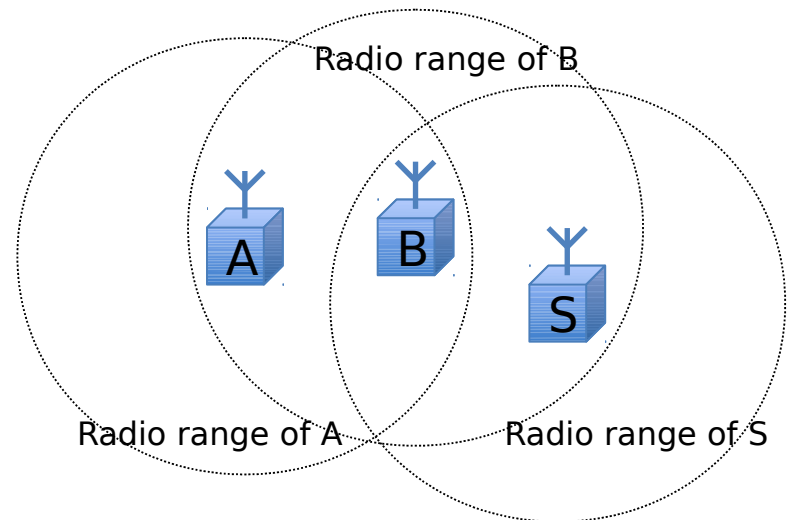 Radio range of B
A
B
S
Radio range of A
Radio range of S